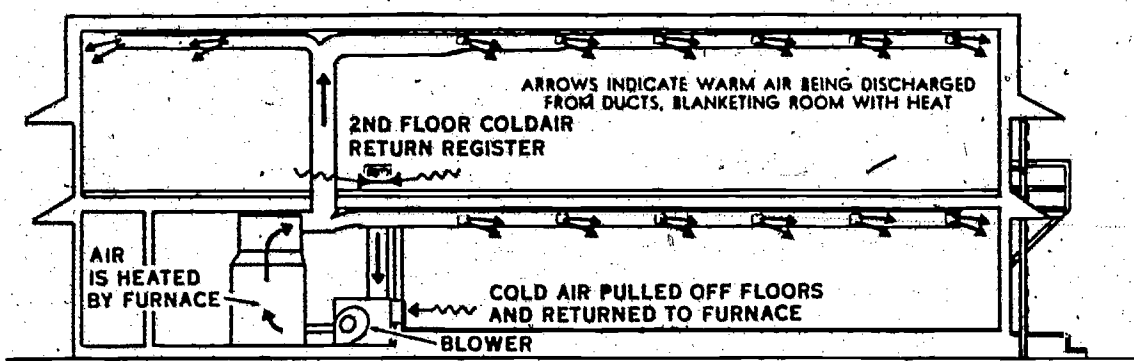 ARROWS INDICATE WARM AIR BEING DISCHARGED
FROM DUCTS, BLANKETING ROOM WITH HEAT
2ND FLOOR COLDAIR
RETURN REGISTER
AIR
IS HEATED
BY FURNACE
COLD AIR PULLED OFF FLOORS
AND RETURNED TO FURNACE
BLOWER